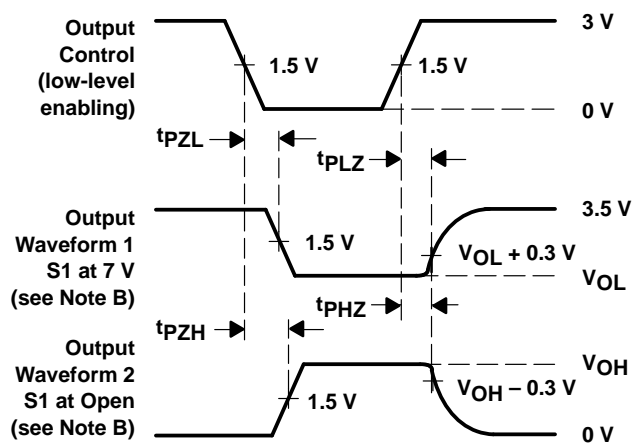 Output
Control
(low-level
enabling)
1.5 V
1.5 V
3 V
0 V
tPZL
tPLZ
Output
Waveform 1
S1 at 7 V
(see Note B)
1.5 V
3.5 V
VOL + 0.3 V
VOL
tPZH
tPHZ
Output
Waveform 2
S1 at Open
(see Note B)
1.5 V
VOH
VOH – 0.3 V
0 V